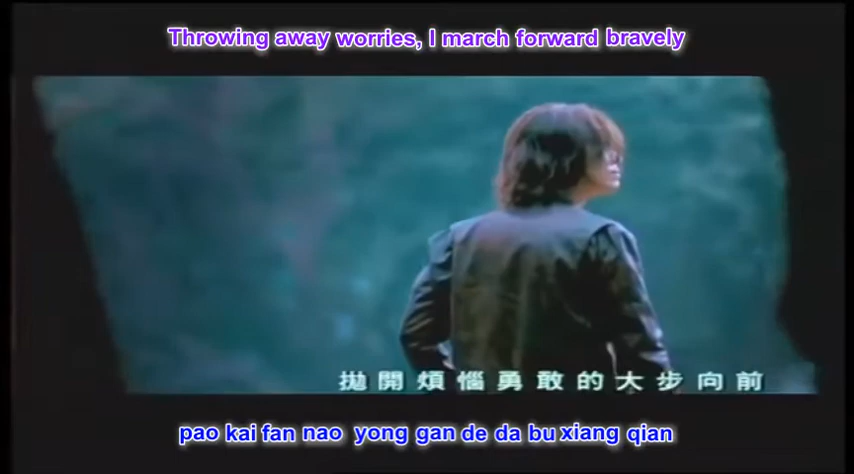 Throwing away worries, I march forward bravely
拋開煩惱勇敢的大步向前
pao kai fan nao yong gan de da bu xiang qian